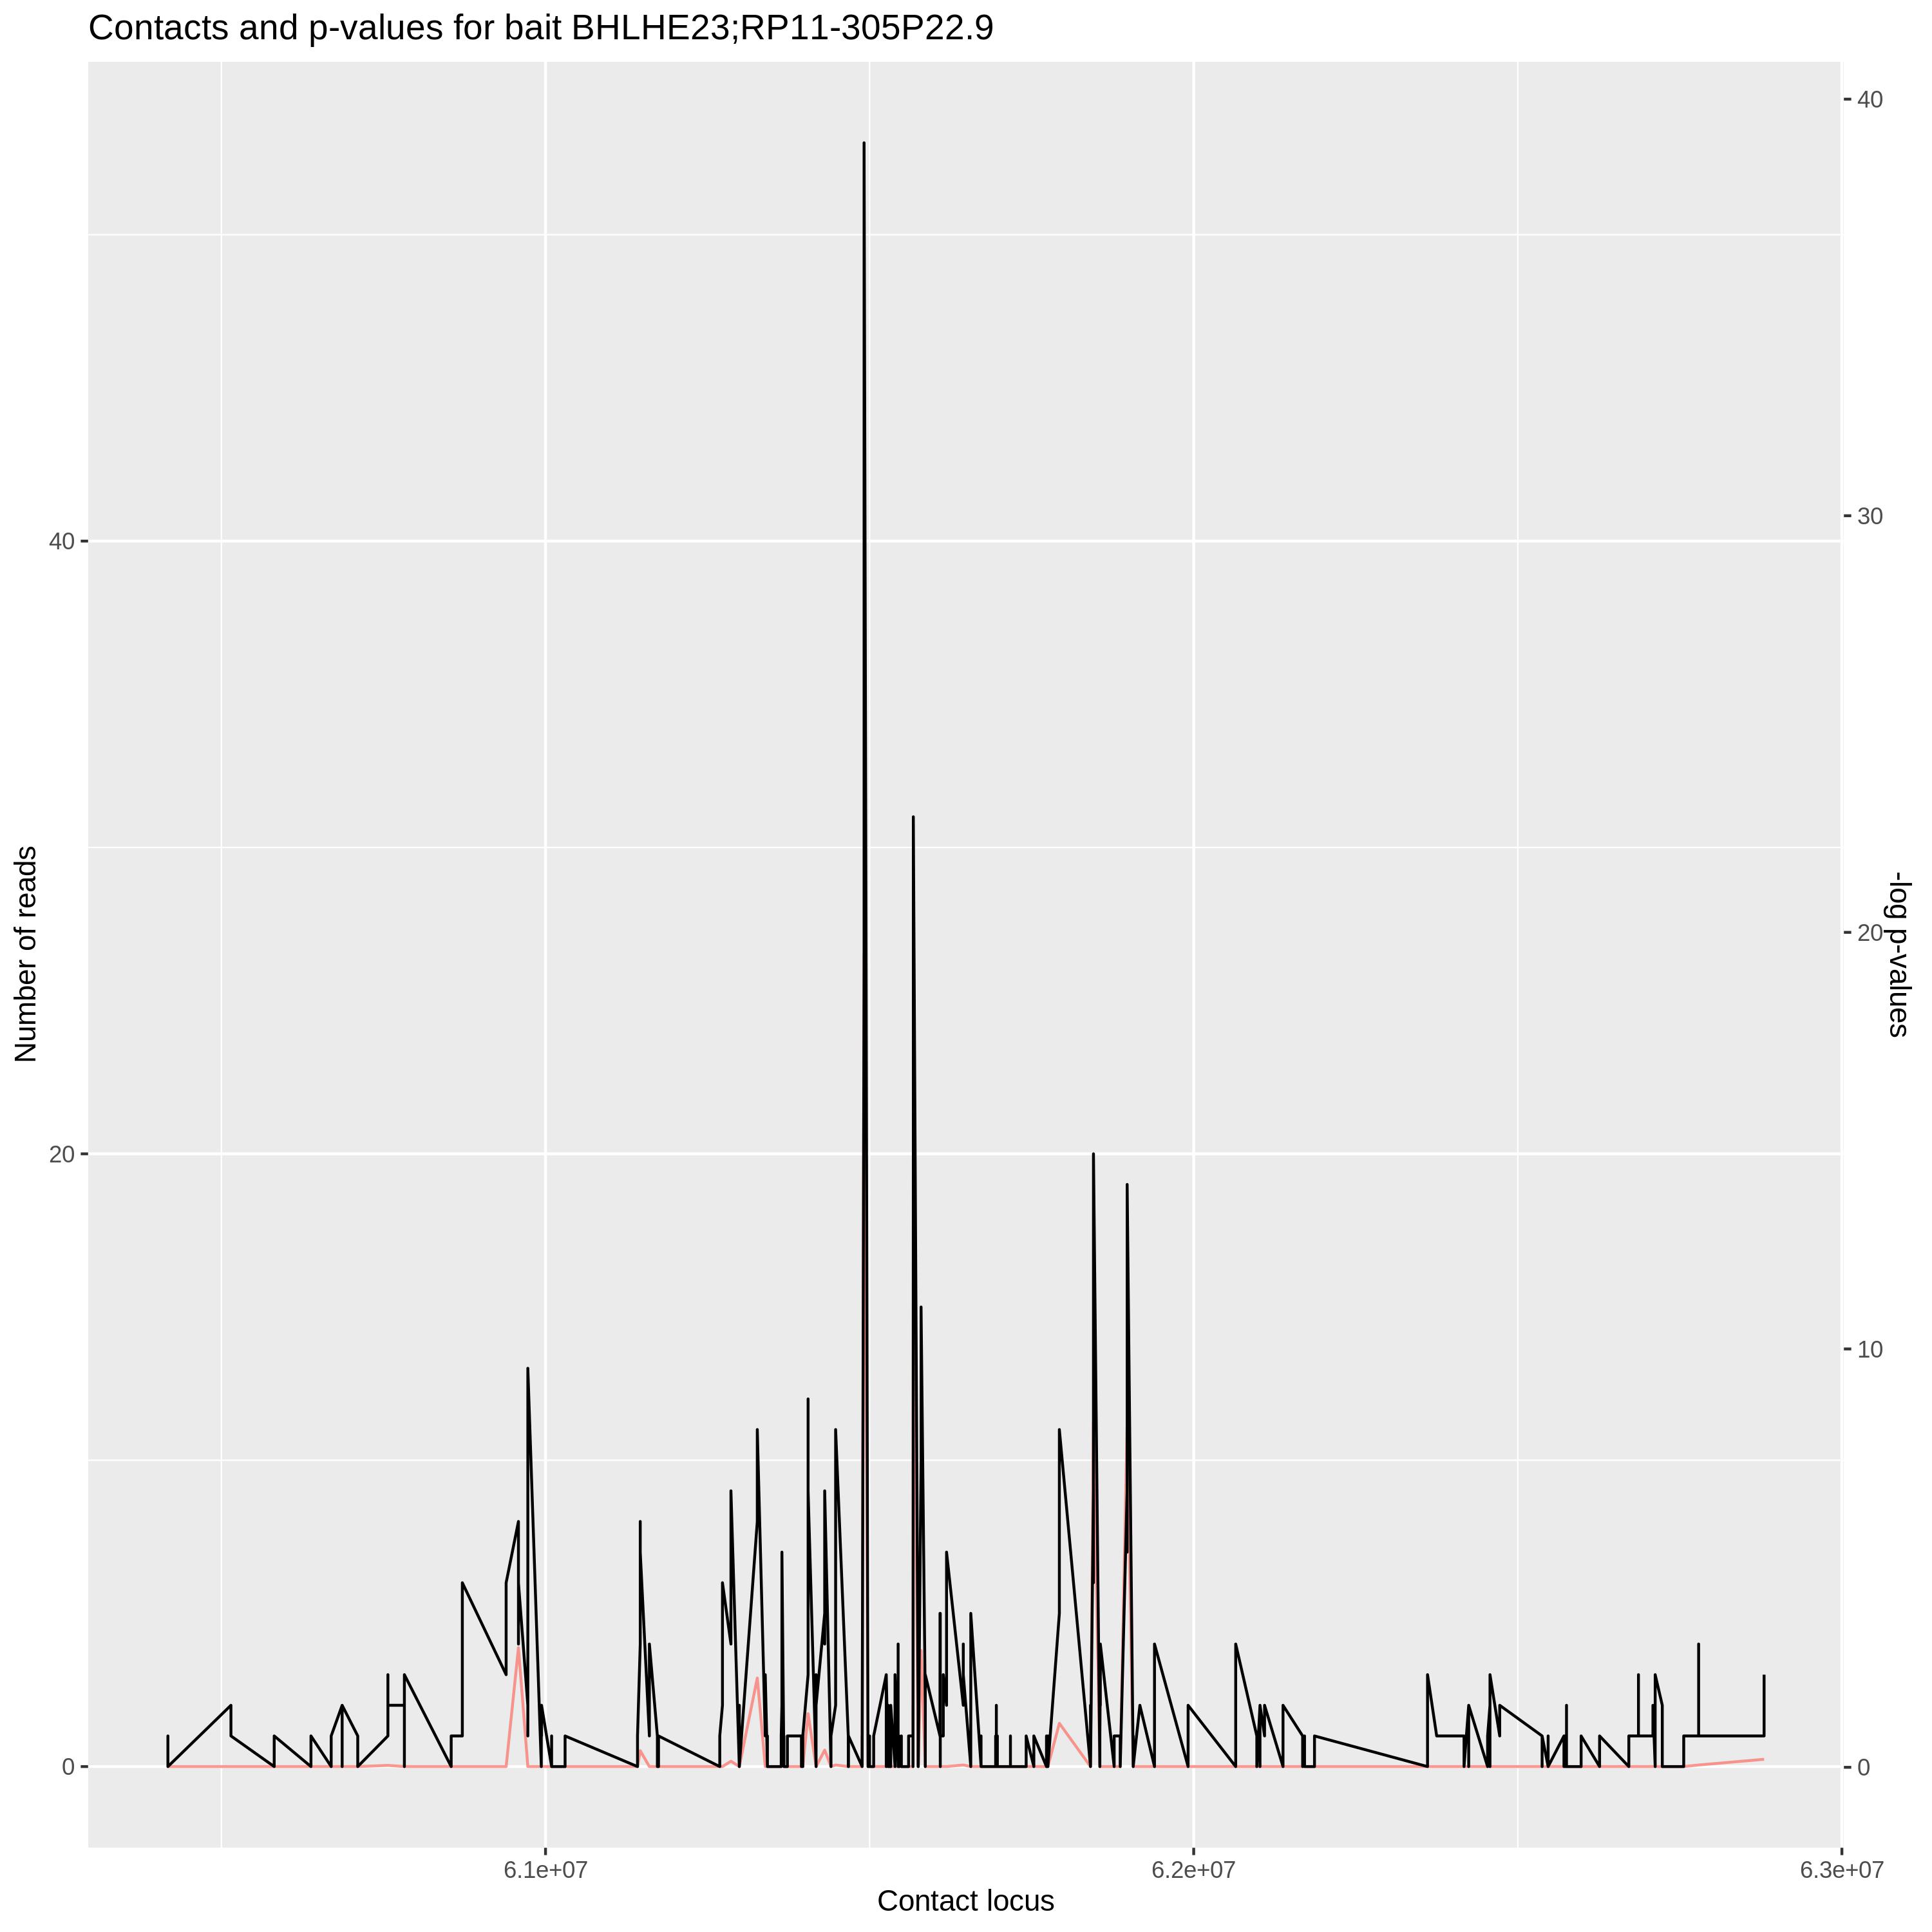 Contacts and p-values for bait BHLHE23;RP11-305P22.9
40
20
0
Number of reads
40
30
20
10
0
-log p-values
6.1e+07
6.2e+07
6.3e+07
Contact locus